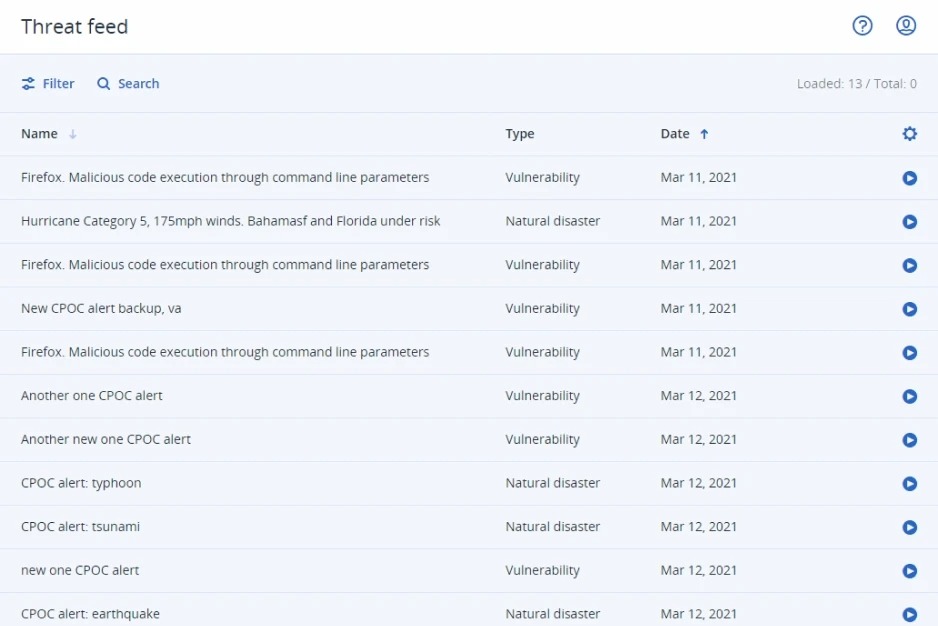 Threat feed
Filter Search Loaded: 13 / Total: 0
Name Type Date
Firefox. Malicious code execution through command line parameters Vulnerability Mar 11, 2021
Hurricane Category 5, 175mph winds. Bahamasf and Florida under risk Natural disaster Mar 11, 2021
Firefox. Malicious code execution through command line parameters Vulnerability Mar 11, 2021
New CPOC alert backup, va Vulnerability Mar 11, 2021
Firefox. Malicious code execution through command line parameters Vulnerability Mar 11, 2021
Another one CPOC alert Vulnerability Mar 12, 2021
Another new one CPOC alert Vulnerability Mar 12, 2021
CPOC alert: typhoon Natural disaster Mar 12, 2021
CPOC alert: tsunami Natural disaster Mar 12, 2021
new one CPOC alert Vulnerability Mar 12, 2021
CPOC alert: earthquake Natural disaster Mar 12, 2021